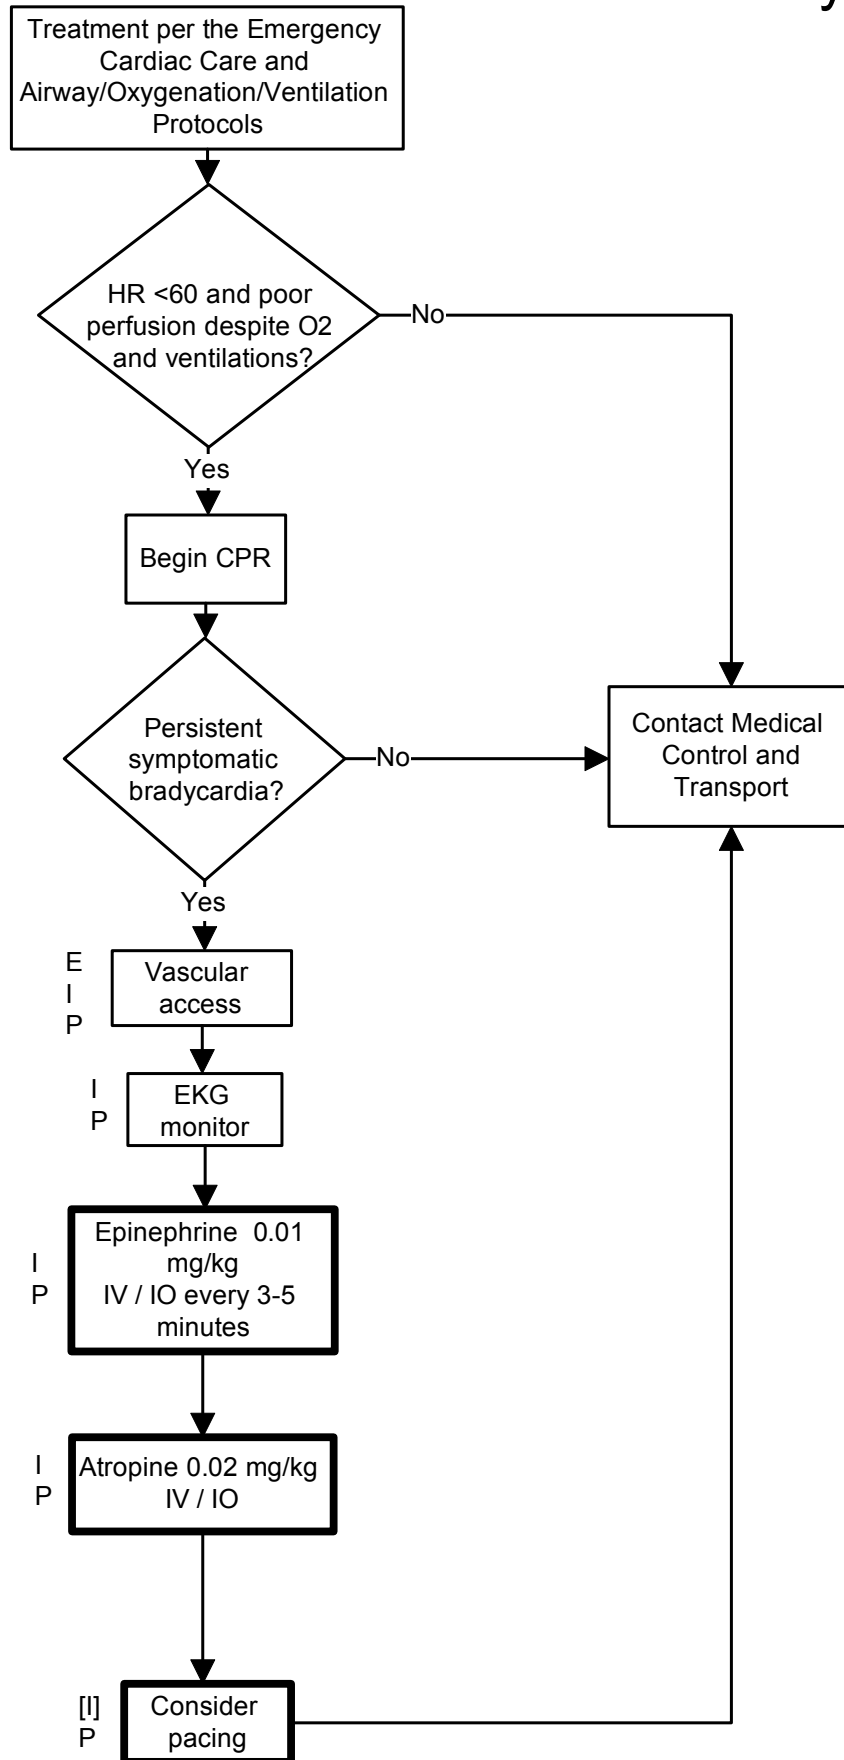 Treatment per the Emergency
Cardiac Care and
Airway/Oxygenation/Ventilation
Protocols
HR <60 and poor
perfusion despite O2
and ventilations?
No
Yes
Begin CPR
Persistent
symptomatic
bradycardia?
No
Contact Medical
Control and
Transport
Yes
E
I
P
Vascular
access
I
P
EKG
monitor
I
P
Epinephrine 0.01
mg/kg
IV / IO every 3-5
minutes
I
P
Atropine 0.02 mg/kg
IV / IO
[I]
P
Consider
pacing